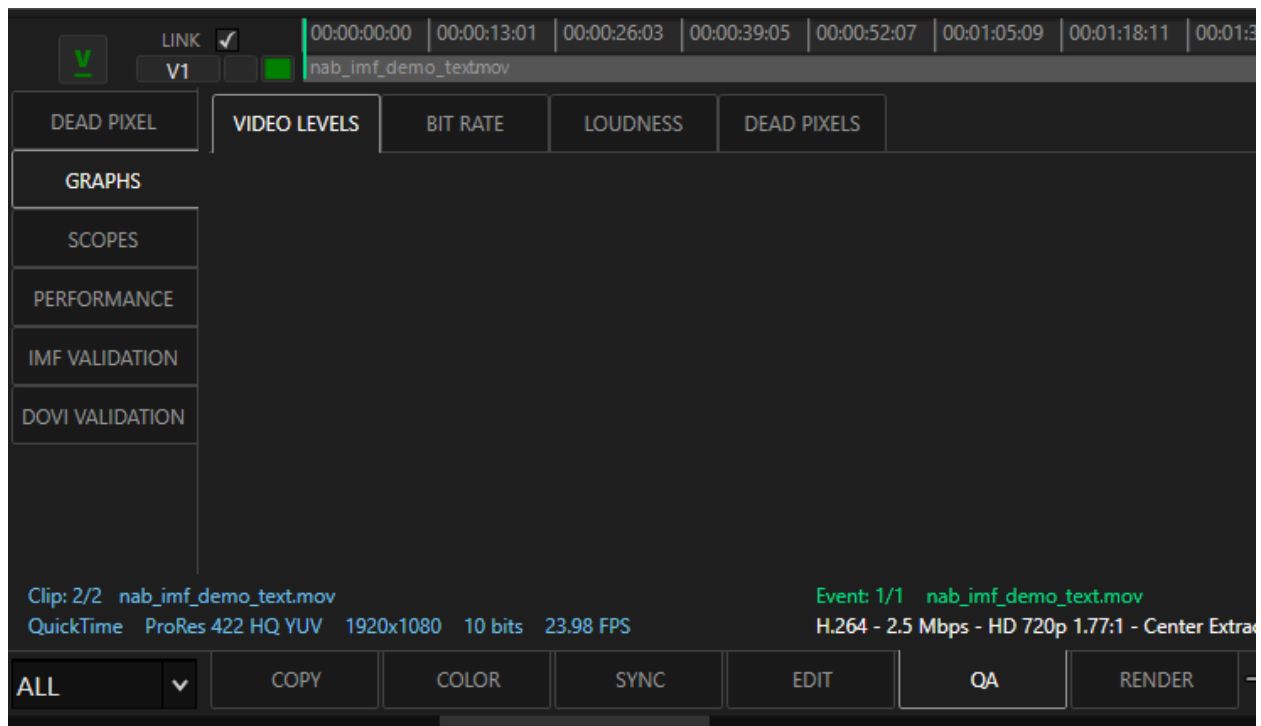 LINK 00:00:00:00 00:00:13:01 00:00:26:03 00:00:39:05 00:00:52:07 00:01:05:09 00:01:18:11 00:01:3
V V1 nab_imf_demo_text.mov
DEAD PIXEL VIDEO LEVELS BIT RATE LOUDNESS DEAD PIXELS
GRAPHS
SCOPES
PERFORMANCE
IMF VALIDATION
DOVI VALIDATION
Clip: 2/2 nab_imf_demo_text.mov Event: 1/1 nab_imf_demo_text.mov
QuickTime ProRes 422 HQ YUV 1920x1080 10 bits 23.98 FPS H.264 - 2.5 Mbps - HD 720p 1.77:1 - Center Extrac
ALL COPY COLOR SYNC EDIT QA RENDER